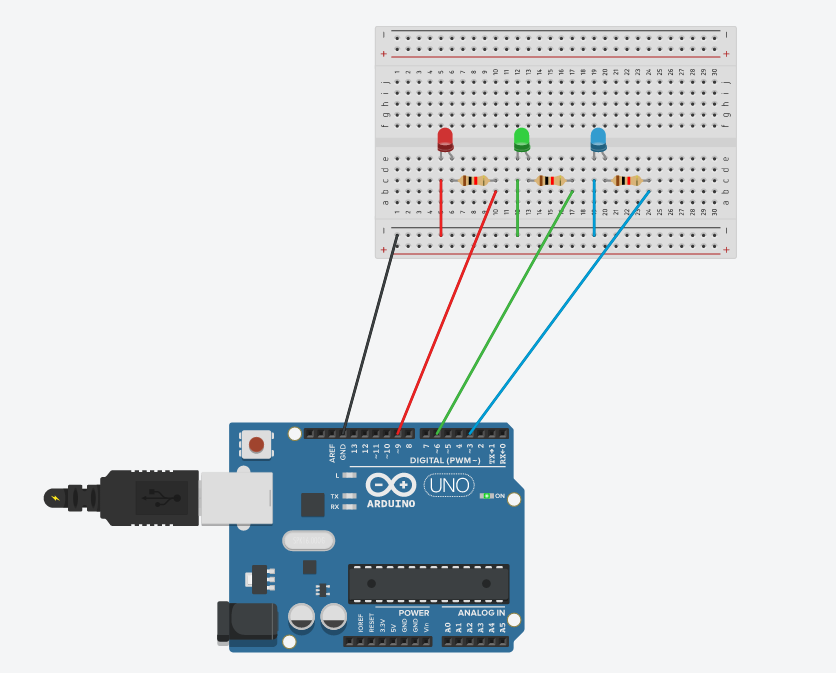 − −
+ +
1 2 3 4 5 6 7 8 9 10 11 12 13 14 15 16 17 18 19 20 21 22 23 24 25 26 27 28 29 30
j j
i i
h h
g g
f f
e e
d d
c c
b b
a a
1 2 3 4 5 6 7 8 9 10 11 12 13 14 15 16 17 18 19 20 21 22 23 24 25 26 27 28 29 30
− −
+ +
AREF GND 13 12 ~11 ~10 ~9 8 7 ~6 ~5 4 ~3 2 TX→1 RX←0
DIGITAL (PWM~)
L
TX
RX
UNO
ON
ARDUINO
POWER
ANALOG IN
IOREF RESET 3.3V 5V GND GND Vin A0 A1 A2 A3 A4 A5